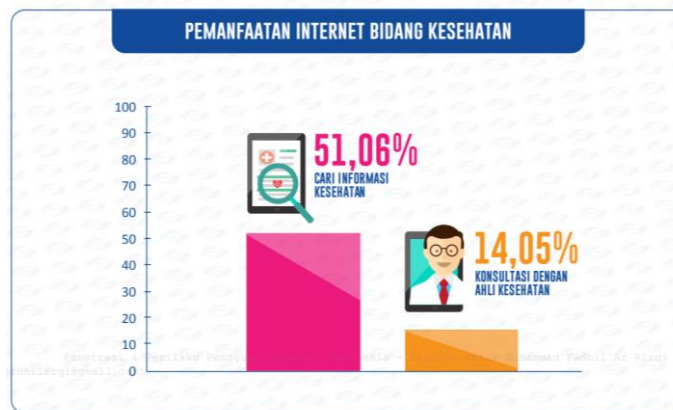 PEMANFAATAN INTERNET BIDANG KESEHATAN
100
90
80
70
60
50
40
30
20
10
0
51,06%
CARI INFORMASI
KESEHATAN
14,05%
KONSULTASI DENGAN
AHLI KESEHATAN